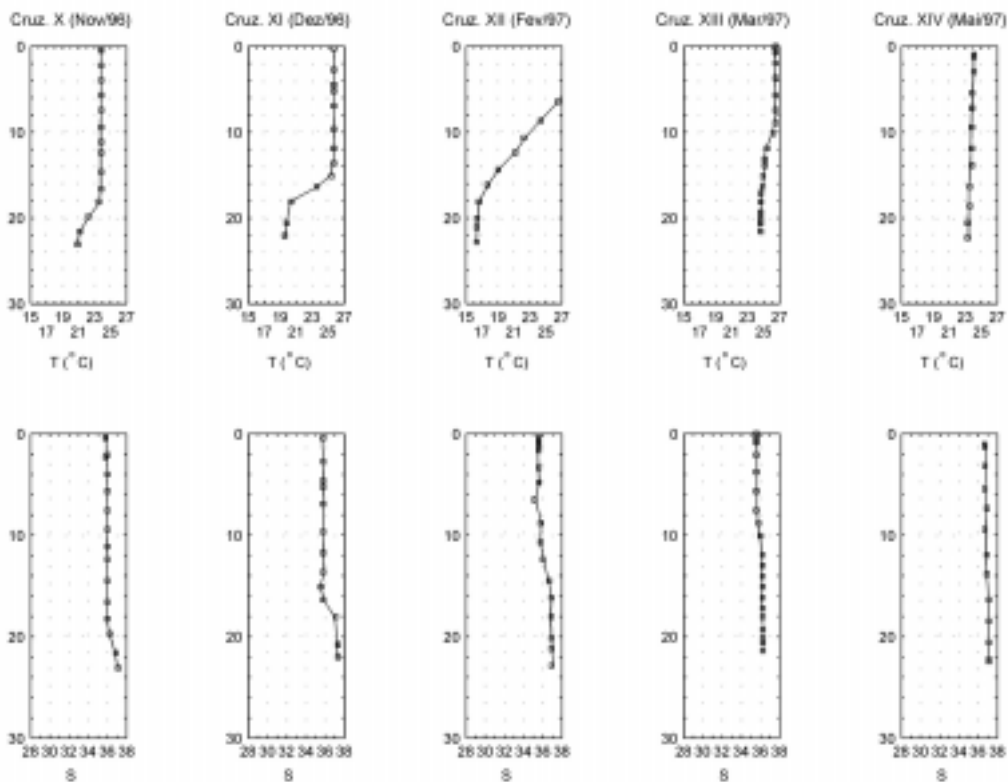 Cruz. X (Nov/96) Cruz. XI (Dez/96) Cruz. XII (Fev/97) Cruz. XIII (Mar/97) Cruz. XIV (Mai/97)
0 0 0 0 0
10 10 10 10 10
20 20 20 20 20
30 30 30 30 30
15 19 23 27 15 19 23 27 15 19 23 27 15 19 23 27 15 19 23 27
17 21 25 17 21 25 17 21 25 17 21 25 17 21 25
T (°C) T (°C) T (°C) T (°C) T (°C)
0 0 0 0 0
10 10 10 10 10
20 20 20 20 20
30 30 30 30 30
28 30 32 34 36 38 28 30 32 34 36 38 28 30 32 34 36 38 28 30 32 34 36 38 28 30 32 34 36 38
S S S S S